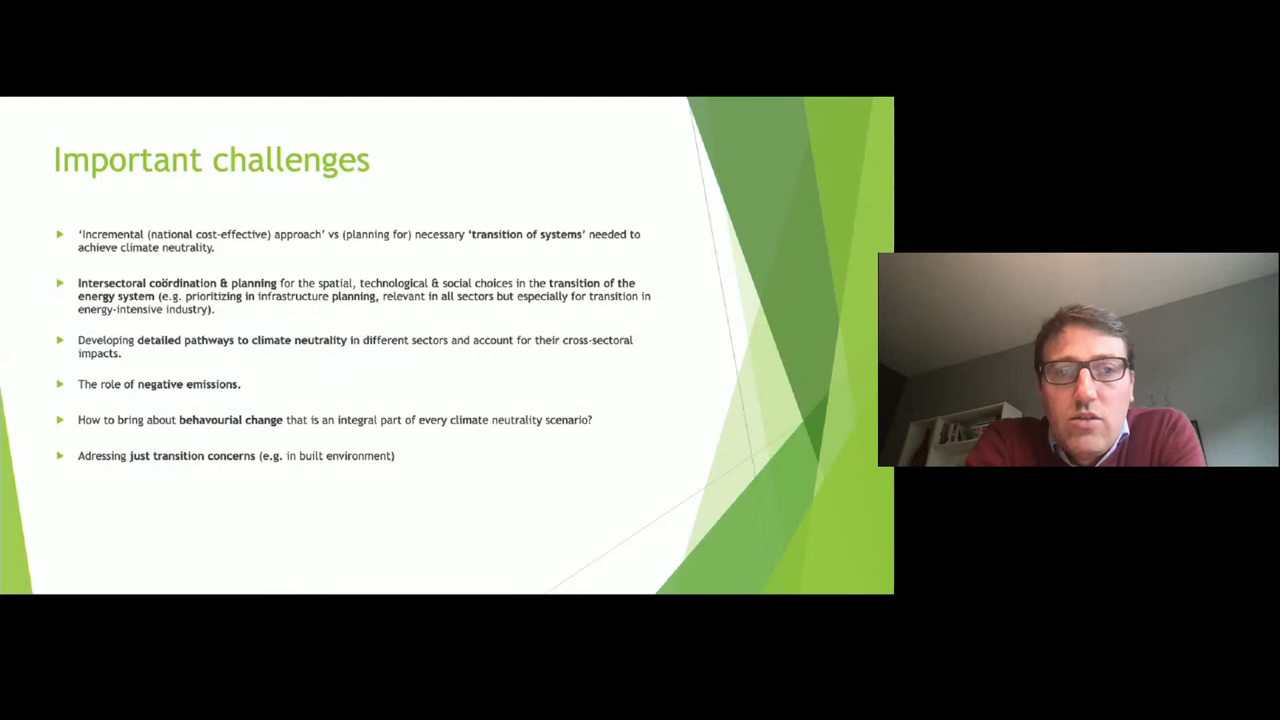 Important challenges
‘Incremental (national cost-effective) approach’ vs (planning for) necessary ‘transition of systems’ needed to
achieve climate neutrality.
Intersectoral coördination & planning for the spatial, technological & social choices in the transition of the
energy system (e.g. prioritizing in infrastructure planning, relevant in all sectors but especially for transition in
energy-intensive industry).
Developing detailed pathways to climate neutrality in different sectors and account for their cross-sectoral
impacts.
The role of negative emissions.
How to bring about behavourial change that is an integral part of every climate neutrality scenario?
Adressing just transition concerns (e.g. in built environment)